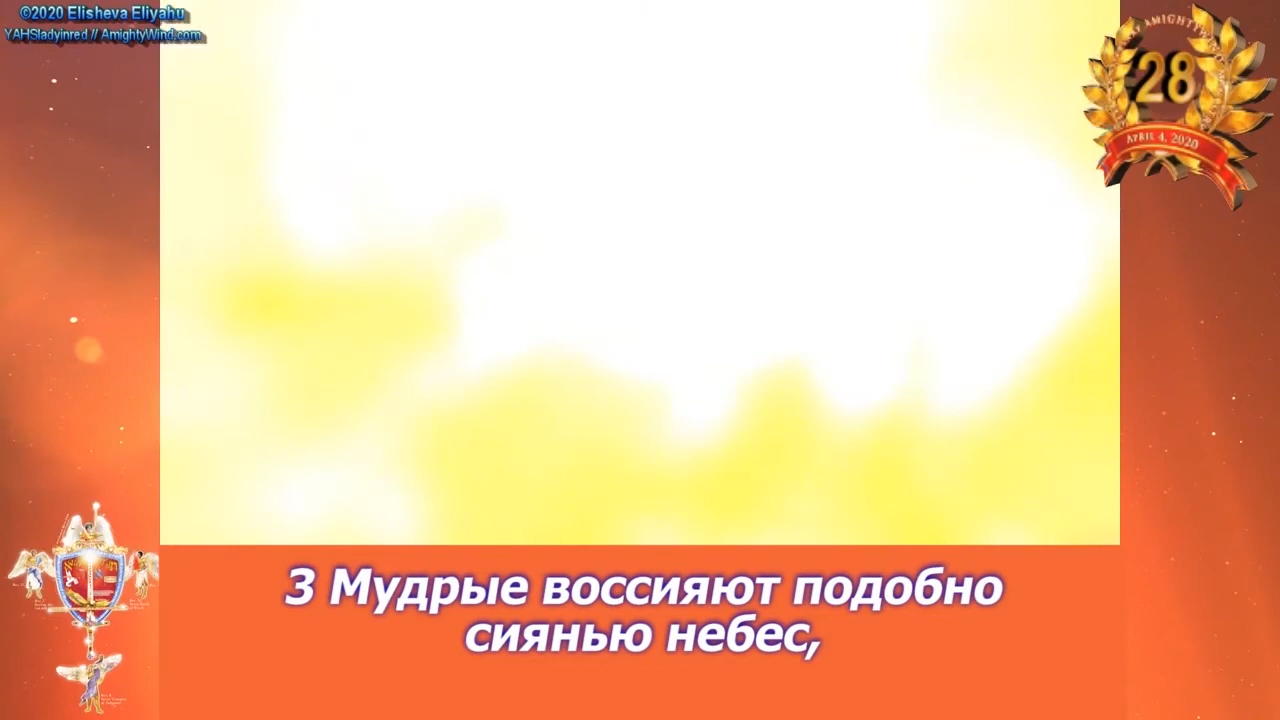 ©2020 Elisheva Eliyahu
YAHSladyinred // AmightyWind.com
28
APRIL 4, 2020
3 Мудрые воссияют подобно
сиянью небес,